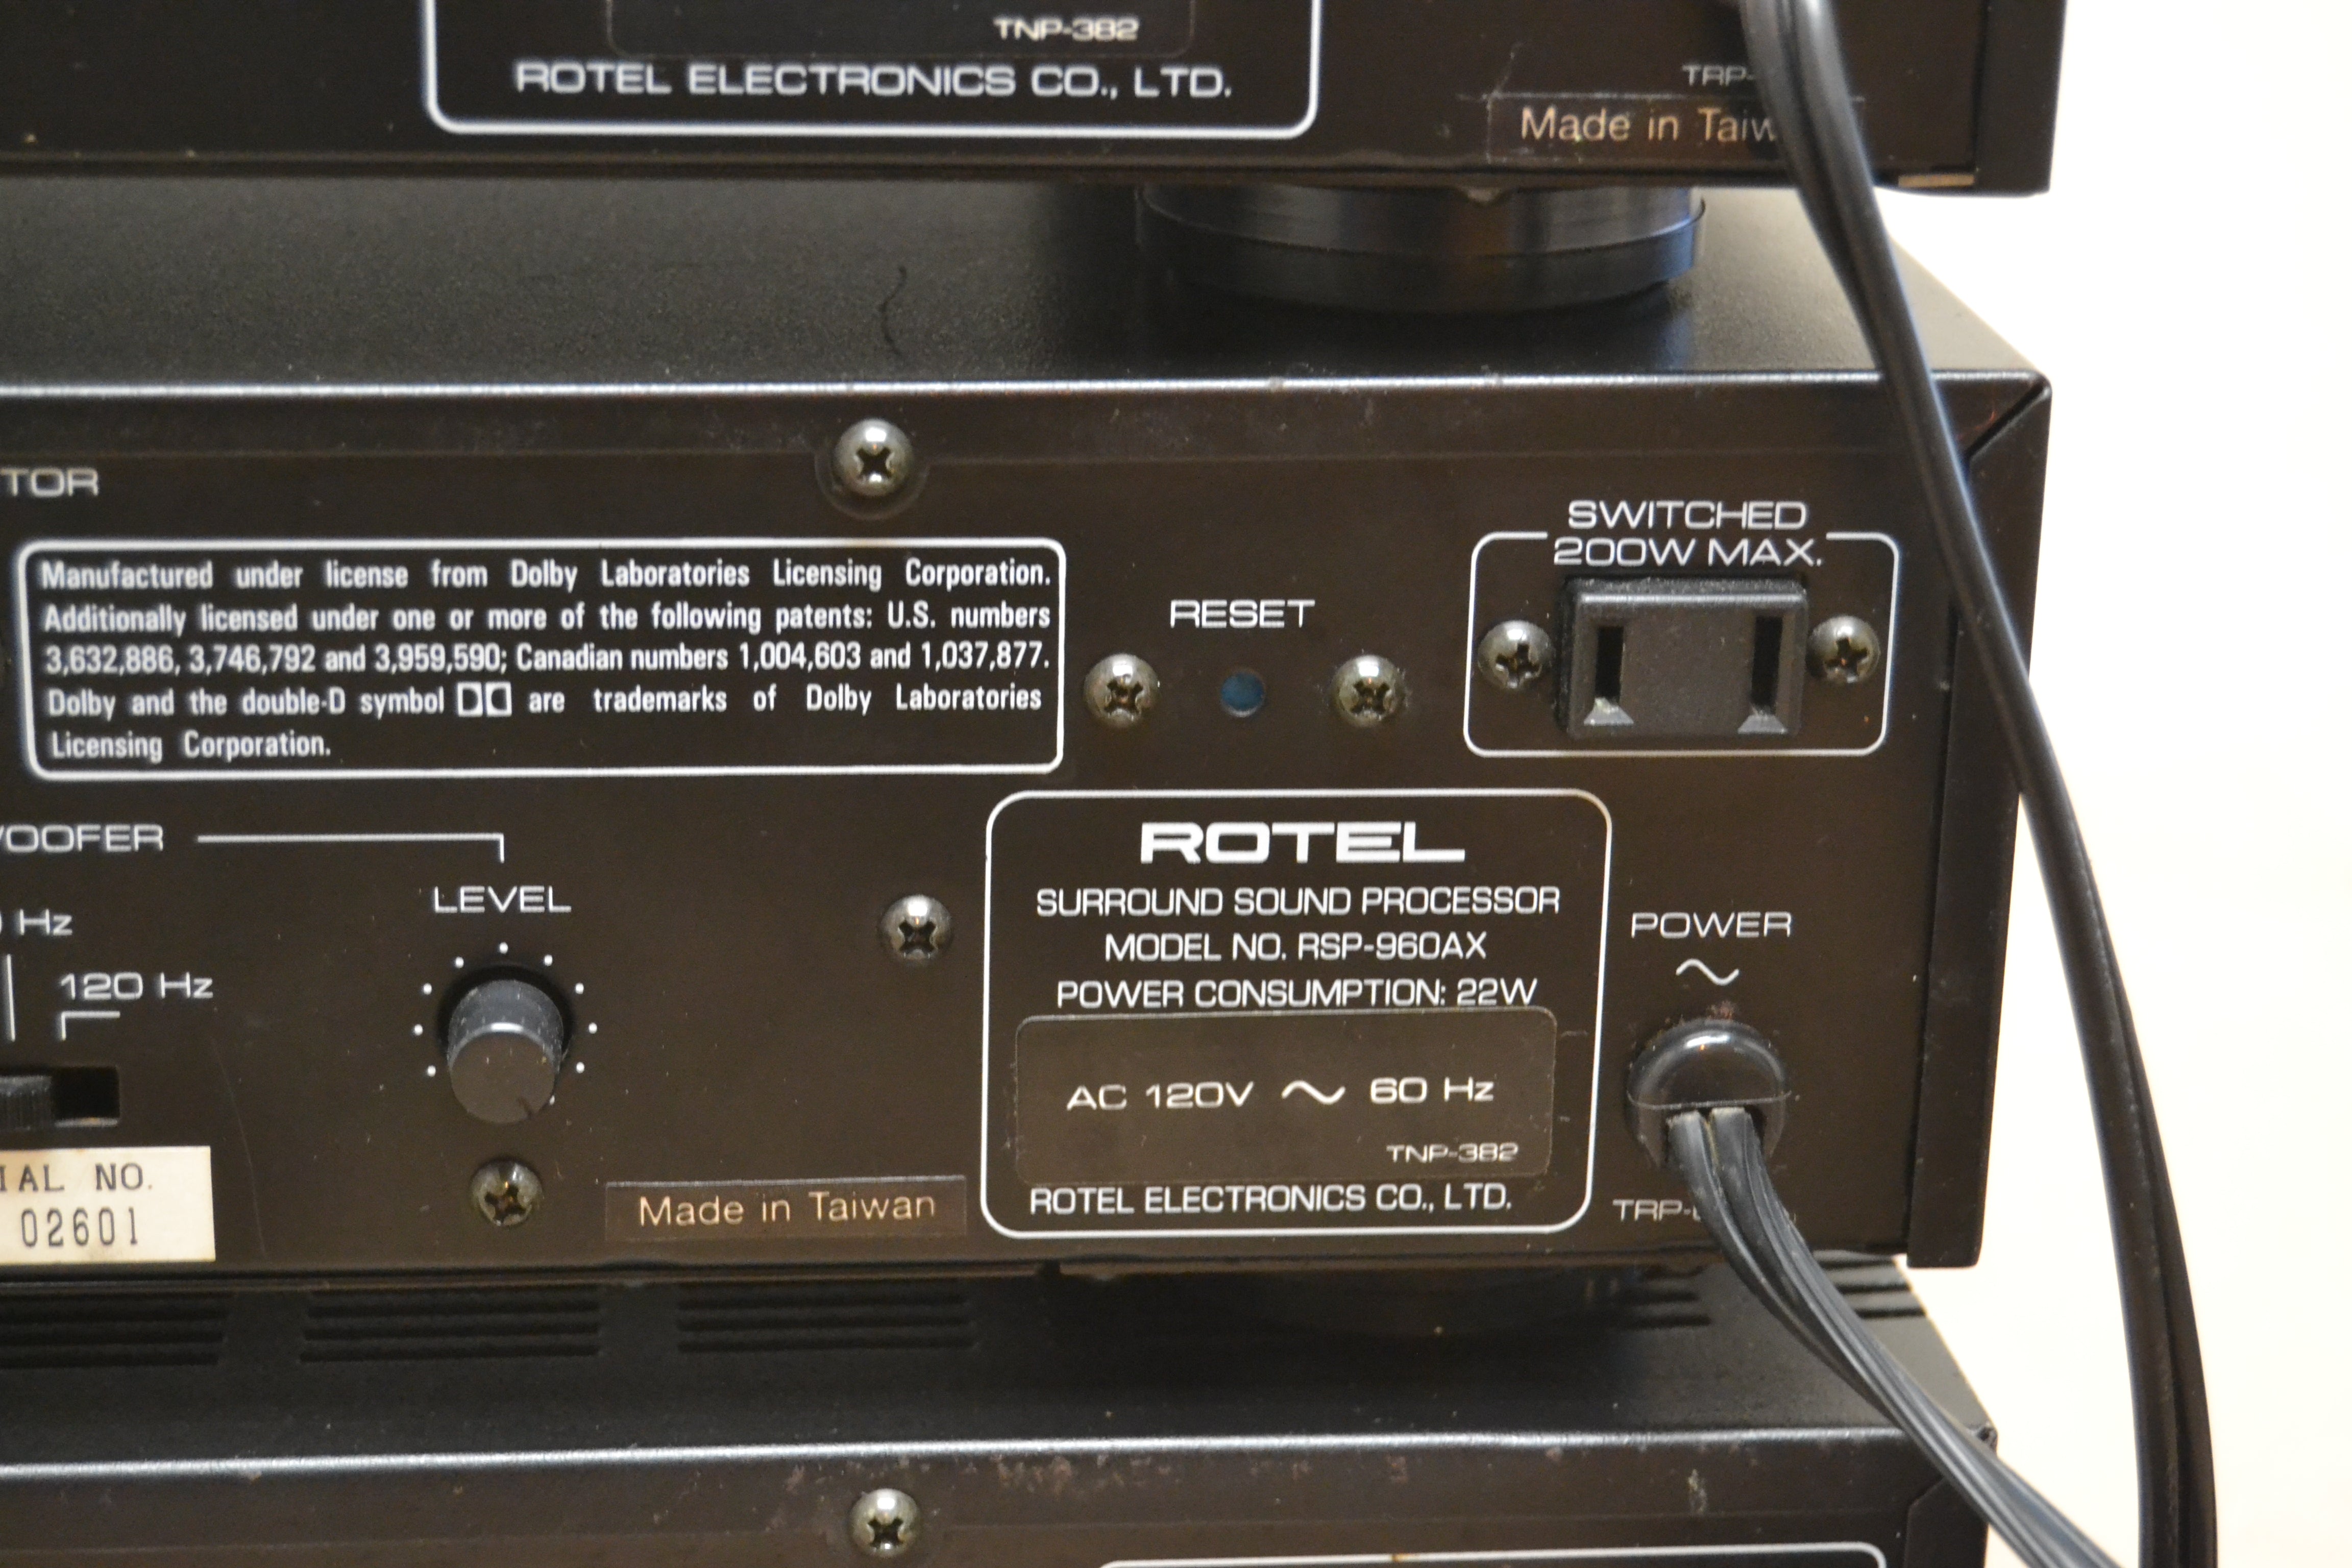 TNP-382
ROTEL ELECTRONICS CO., LTD.
TRP-
Made in Taiw
TOR
Manufactured under license from Dolby Laboratories Licensing Corporation.
Additionally licensed under one or more of the following patents: U.S. numbers
3,632,886, 3,746,792 and 3,959,590; Canadian numbers 1,004,603 and 1,037,877.
Dolby and the double-D symbol are trademarks of Dolby Laboratories
Licensing Corporation.
RESET
SWITCHED
200W MAX.
OOFER
LEVEL
Hz
120 Hz
IAL NO.
02601
Made in Taiwan
ROTEL
SURROUND SOUND PROCESSOR
MODEL NO. RSP-960AX
POWER CONSUMPTION: 22W
AC 120V ~ 60 Hz
TNP-382
ROTEL ELECTRONICS CO., LTD.
POWER
~
TRP-